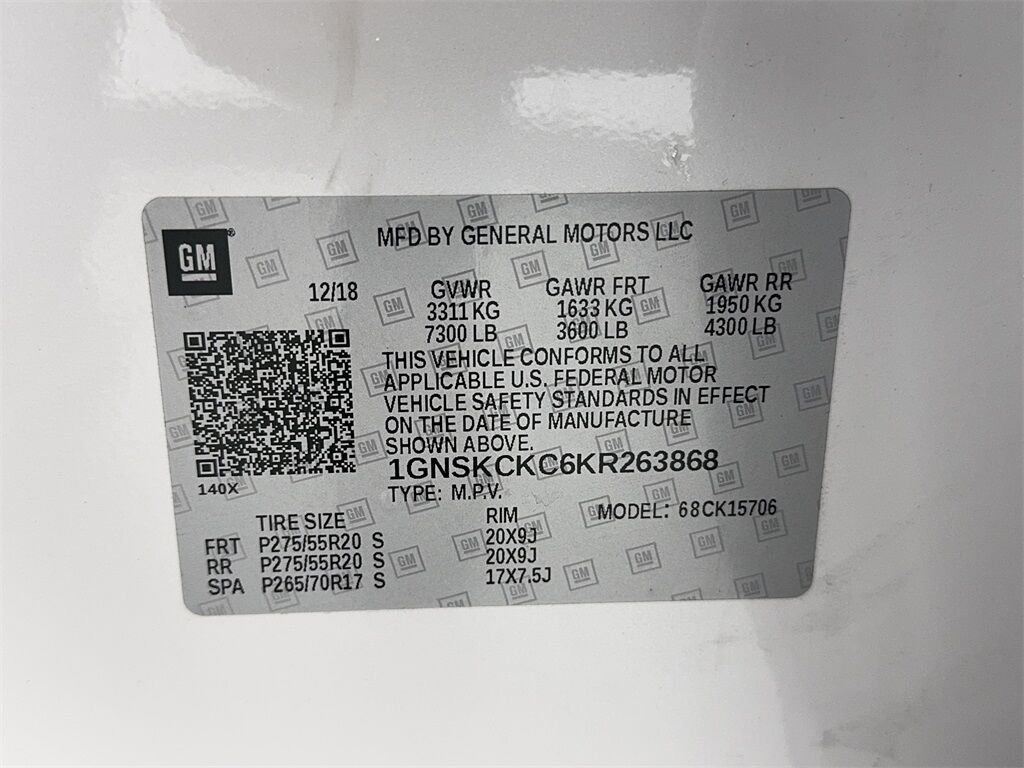 GM
®
MFD BY GENERAL MOTORS LLC
12/18
GVWR GAWR FRT GAWR RR
3311 KG 1633 KG 1950 KG
7300 LB 3600 LB 4300 LB
THIS VEHICLE CONFORMS TO ALL
APPLICABLE U.S. FEDERAL MOTOR
VEHICLE SAFETY STANDARDS IN EFFECT
ON THE DATE OF MANUFACTURE
SHOWN ABOVE.
1GNSKCKC6KR263868
140X
TYPE: M.P.V. MODEL: 68CK15706
TIRE SIZE RIM
FRT P275/55R20 S 20X9J
RR P275/55R20 S 20X9J
SPA P265/70R17 S 17X7.5J